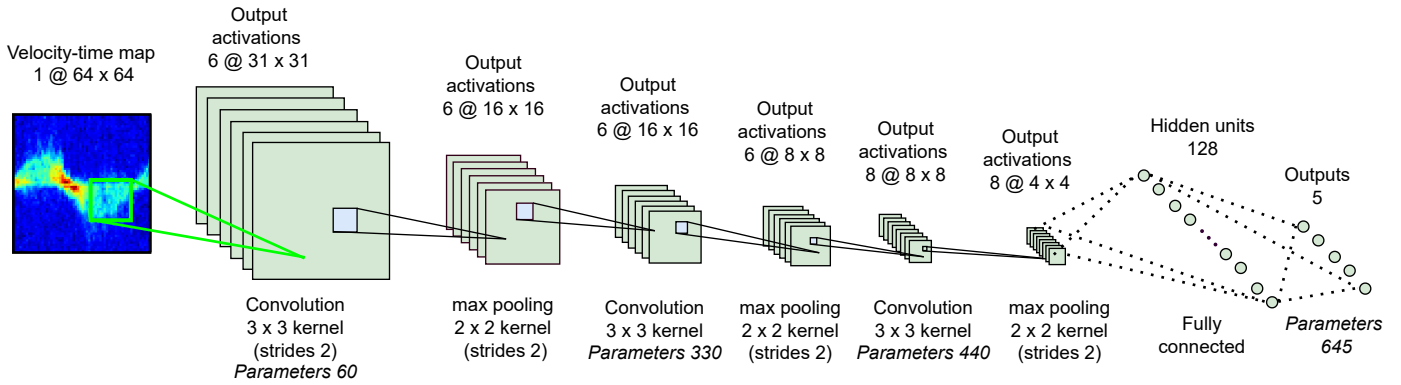 Velocity-time map
1 @ 64 x 64
Output
activations
6 @ 31 x 31
Output
activations
6 @ 16 x 16
Output
activations
6 @ 16 x 16
Output
activations
6 @ 8 x 8
Output
activations
8 @ 8 x 8
Output
activations
8 @ 4 x 4
Hidden units
128
Outputs
5
Convolution
3 x 3 kernel
(strides 2)
Parameters 60
max pooling
2 x 2 kernel
(strides 2)
Convolution
3 x 3 kernel
Parameters 330
max pooling
2 x 2 kernel
(strides 2)
Convolution
3 x 3 kernel
Parameters 440
max pooling
2 x 2 kernel
(strides 2)
Fully
connected
Parameters
645